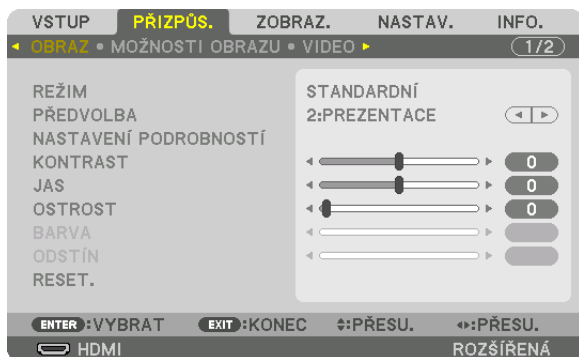 VSTUP PŘIZPŮS. ZOBRAZ. NASTAV. INFO.
OBRAZ • MOŽNOSTI OBRAZU • VIDEO 1/2
REŽIM STANDARDNÍ
PŘEDVOLBA 2:PREZENTACE
NASTAVENÍ PODROBNOSTÍ
KONTRAST 0
JAS 0
OSTROST 0
BARVA
ODSTÍN
RESET.
ENTER :VYBRAT EXIT :KONEC :PŘESU. :PŘESU.
HDMI ROZŠÍŘENÁ